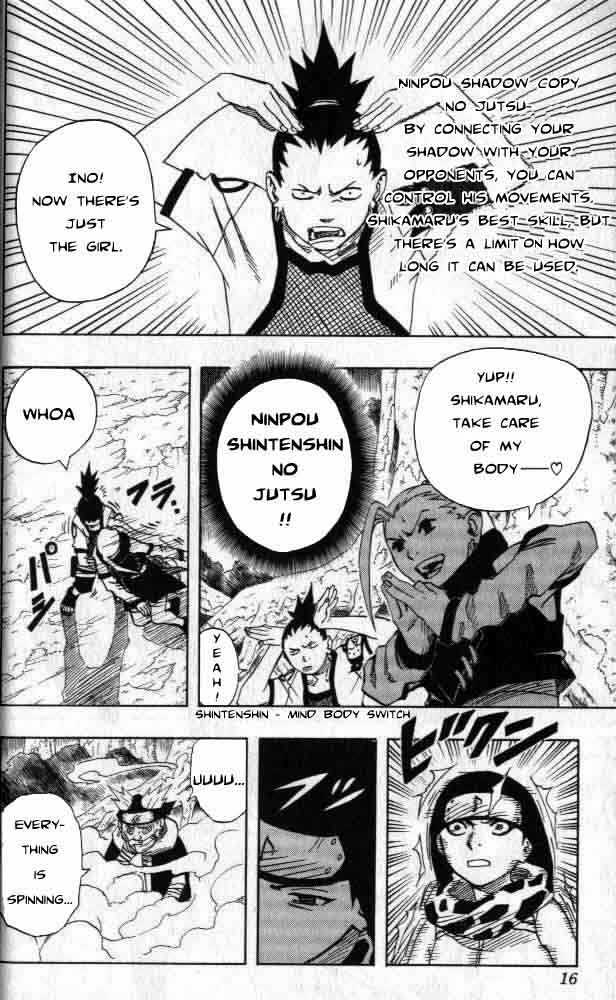 NINPOU SHADOW COPY
NO JUTSU-
BY CONNECTING YOUR
SHADOW WITH YOUR
OPPONENTS, YOU CAN
CONTROL HIS MOVEMENTS.
SHIKAMARU'S BEST SKILL, BUT
THERE'S A LIMIT ON HOW
LONG IT CAN BE USED.
INO!
NOW THERE'S
JUST
THE GIRL.
YUP!!
SHIKAMARU,
TAKE CARE
OF MY
BODY—♡
NINPOU
SHINTENSHIN
NO
JUTSU
!!
YEAH!
SHINTENSHIN - MIND BODY SWITCH
WHOA
パパッ
ビクン
UUUU...
EVERY-
THING
IS
SPINNING...
16